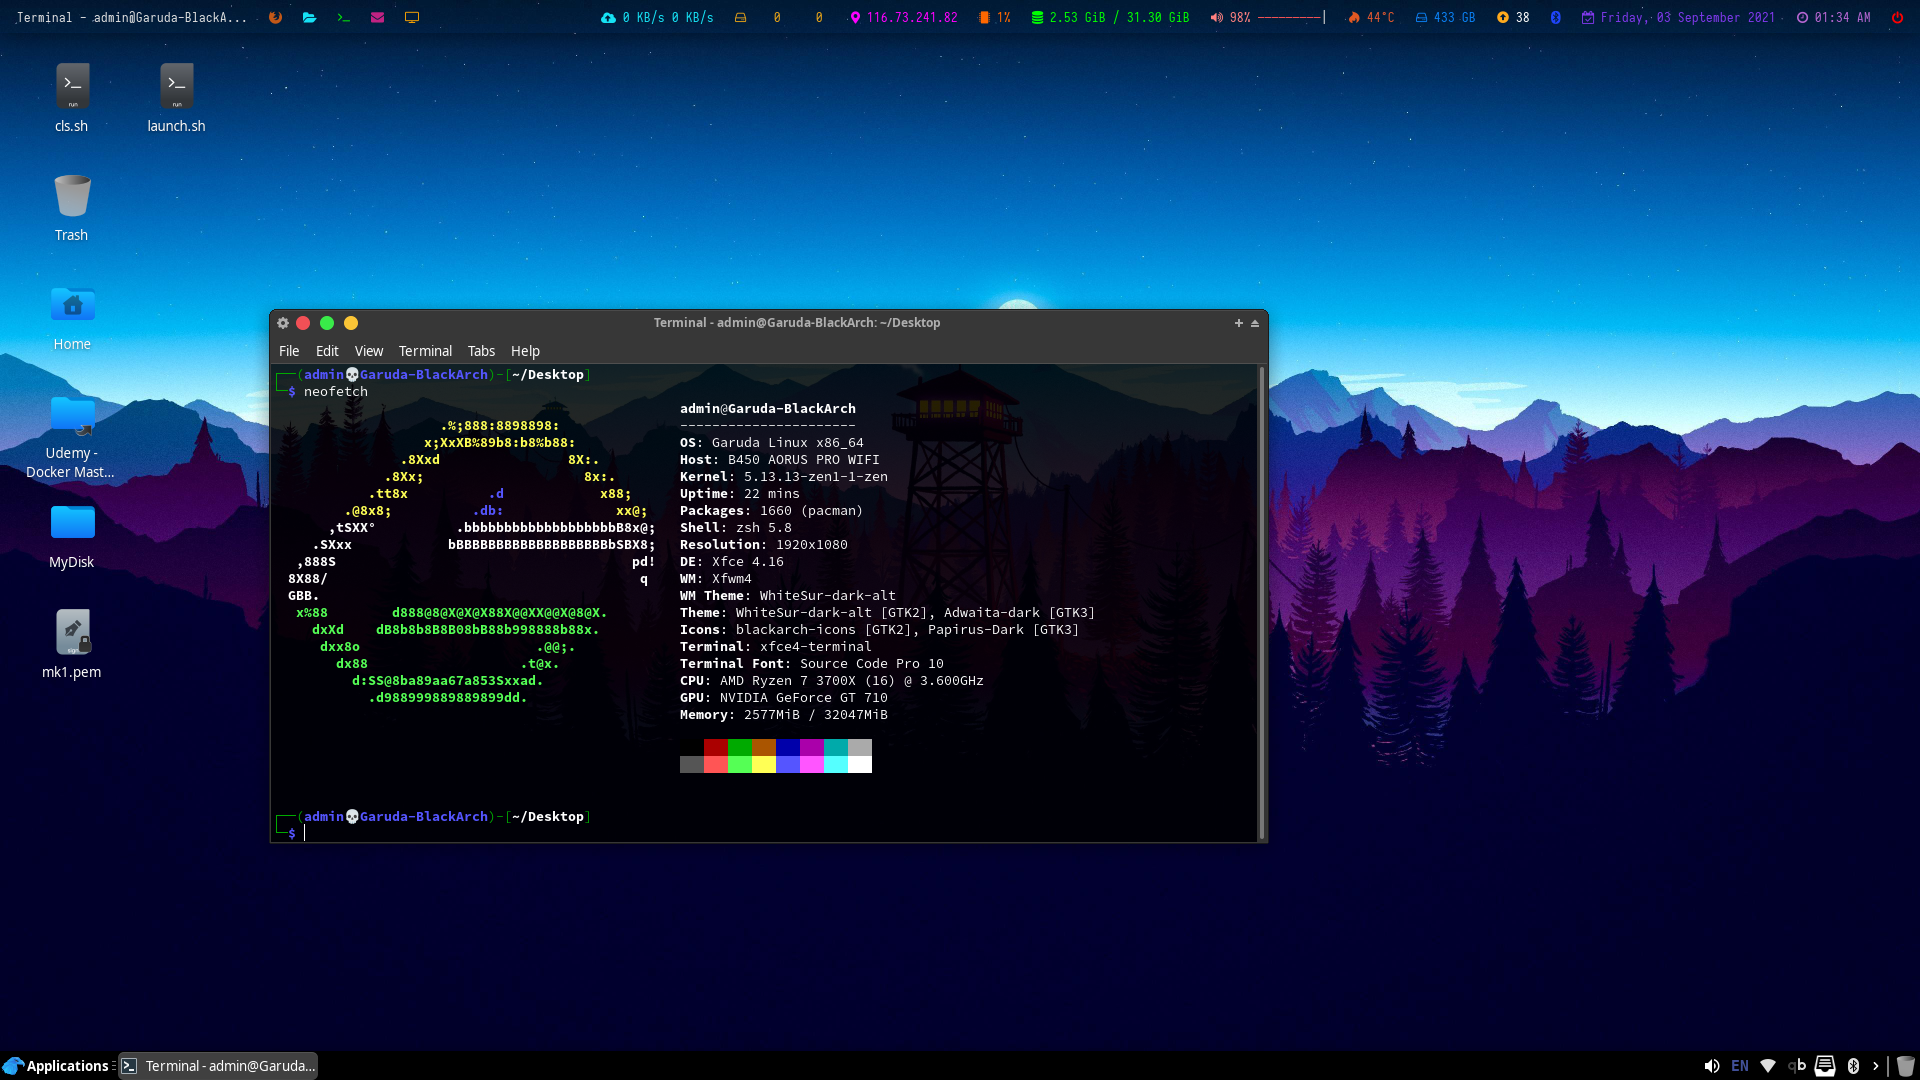 Terminal - admin@Garuda-BlackA... 0 KB/s 0 KB/s 0 0 116.73.241.82 1% 2.53 GiB / 31.30 GiB 98% 44°C 433 GB 38 Friday, 03 September 2021 01:34 AM
cls.sh launch.sh
Trash
Home
Udemy -
Docker Mast...
MyDisk
mk1.pem
Terminal - admin@Garuda-BlackArch: ~/Desktop
File Edit View Terminal Tabs Help
(admin💀Garuda-BlackArch)-[~/Desktop]
$ neofetch
admin@Garuda-BlackArch
.%;888:8898898: ----------------------
x;XxXB%89b8:b8%b88: OS: Garuda Linux x86_64
.8Xxd 8X:. Host: B450 AORUS PRO WIFI
.8Xx; 8x:. Kernel: 5.13.13-zen1-1-zen
.tt8x .d x88; Uptime: 22 mins
.@8x8; .db: xx@; Packages: 1660 (pacman)
,tSXX° .bbbbbbbbbbbbbbbbbbbB8x@; Shell: zsh 5.8
.SXxx bBBBBBBBBBBBBBBBBBBBbSBX8; Resolution: 1920x1080
,888S pd! DE: Xfce 4.16
8X88/ q WM: Xfwm4
GBB. WM Theme: WhiteSur-dark-alt
x%88 d888@8@X@X@X88X@@XX@@X@8@X. Theme: WhiteSur-dark-alt [GTK2], Adwaita-dark [GTK3]
dxXd dB8b8b8B8B08bB88b998888b88x. Icons: blackarch-icons [GTK2], Papirus-Dark [GTK3]
dxx8o .@@;. Terminal: xfce4-terminal
dx88 .t@x. Terminal Font: Source Code Pro 10
d:SS@8ba89aa67a853Sxxad. CPU: AMD Ryzen 7 3700X (16) @ 3.600GHz
.d988999889889899dd. GPU: NVIDIA GeForce GT 710
Memory: 2577MiB / 32047MiB
(admin💀Garuda-BlackArch)-[~/Desktop]
$
Applications Terminal - admin@Garuda... EN qb